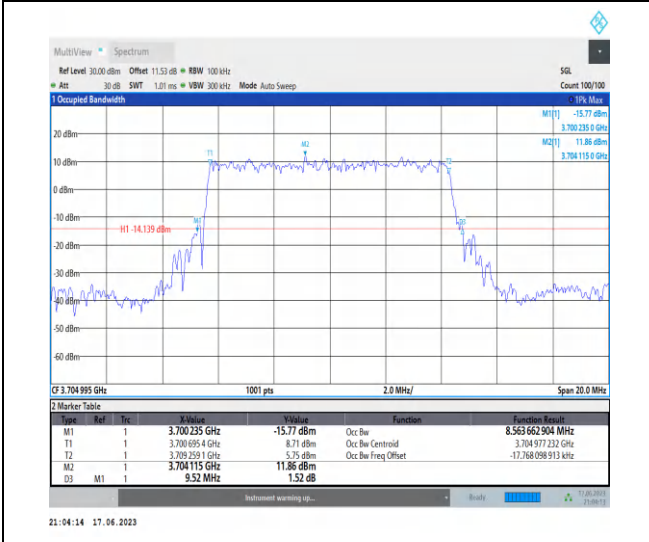 MultiView Spectrum
Ref Level 30.00 dBm Offset 11.53 dB RBW 100 kHz SGL
Att 30 dB SWT 1.01 ms VBW 300 kHz Mode Auto Sweep Count 100/100
1 Occupied Bandwidth 1Pk Max
M1[1] -15.77 dBm
3.700 235 0 GHz
M2[1] 11.86 dBm
3.704 115 0 GHz
20 dBm
M2
T1
T2
10 dBm
0 dBm
-10 dBm
M1
D3
H1 -14.139 dBm
-20 dBm
-30 dBm
-40 dBm
-50 dBm
-60 dBm
CF 3.704 995 GHz 1001 pts 2.0 MHz/ Span 20.0 MHz
2 Marker Table
Type Ref Trc X-Value Y-Value Function Function Result
M1 1 3.700 235 GHz -15.77 dBm Occ Bw 8.563 662 904 MHz
T1 1 3.700 695 4 GHz 8.71 dBm Occ Bw Centroid 3.704 977 232 GHz
T2 1 3.709 259 1 GHz 5.75 dBm Occ Bw Freq Offset -17.768 098 913 kHz
M2 1 3.704 115 GHz 11.86 dBm
D3 M1 1 9.52 MHz 1.52 dB
Instrument warming up... Ready 17.06.2023
21:04:14 17.06.2023